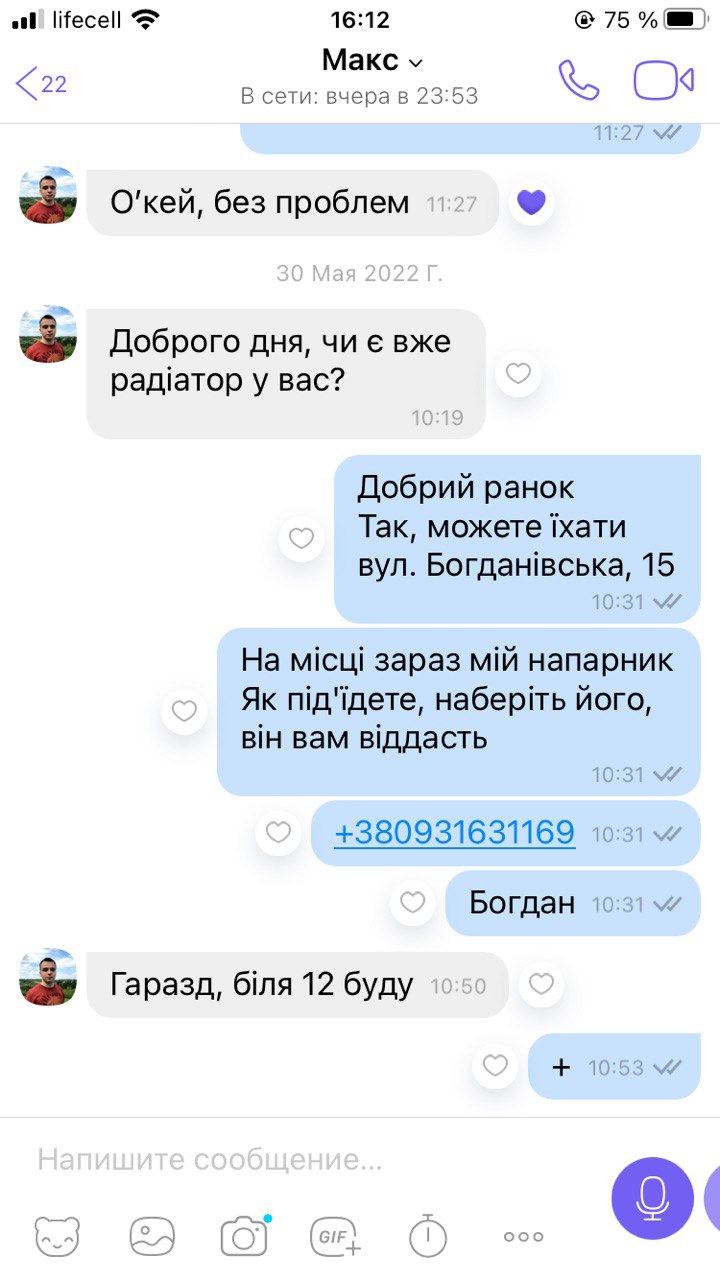 lifecell 16:12 75 %
22 Макс
В сети: вчера в 23:53
11:27
О‘кей, без проблем 11:27
30 Мая 2022 Г.
Доброго дня, чи є вже
радіатор у вас?
10:19
Добрий ранок
Так, можете їхати
вул. Богданівська, 15
10:31
На місці зараз мій напарник
Як під'їдете, наберіть його,
він вам віддасть
10:31
+380931631169 10:31
Богдан 10:31
Гаразд, біля 12 буду 10:50
+ 10:53
Напишите сообщение...
GIF